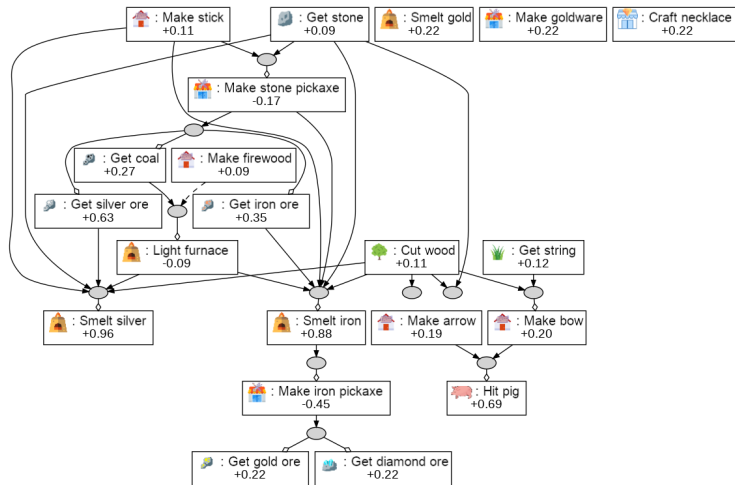 : Make stick
+0.11
: Get stone
+0.09
: Smelt gold
+0.22
: Make goldware
+0.22
: Craft necklace
+0.22
: Make stone pickaxe
-0.17
: Get coal
+0.27
: Make firewood
+0.09
: Get silver ore
+0.63
: Get iron ore
+0.35
: Light furnace
-0.09
: Cut wood
+0.11
: Get string
+0.12
: Smelt silver
+0.96
: Smelt iron
+0.88
: Make arrow
+0.19
: Make bow
+0.20
: Make iron pickaxe
-0.45
: Hit pig
+0.69
: Get gold ore
+0.22
: Get diamond ore
+0.22